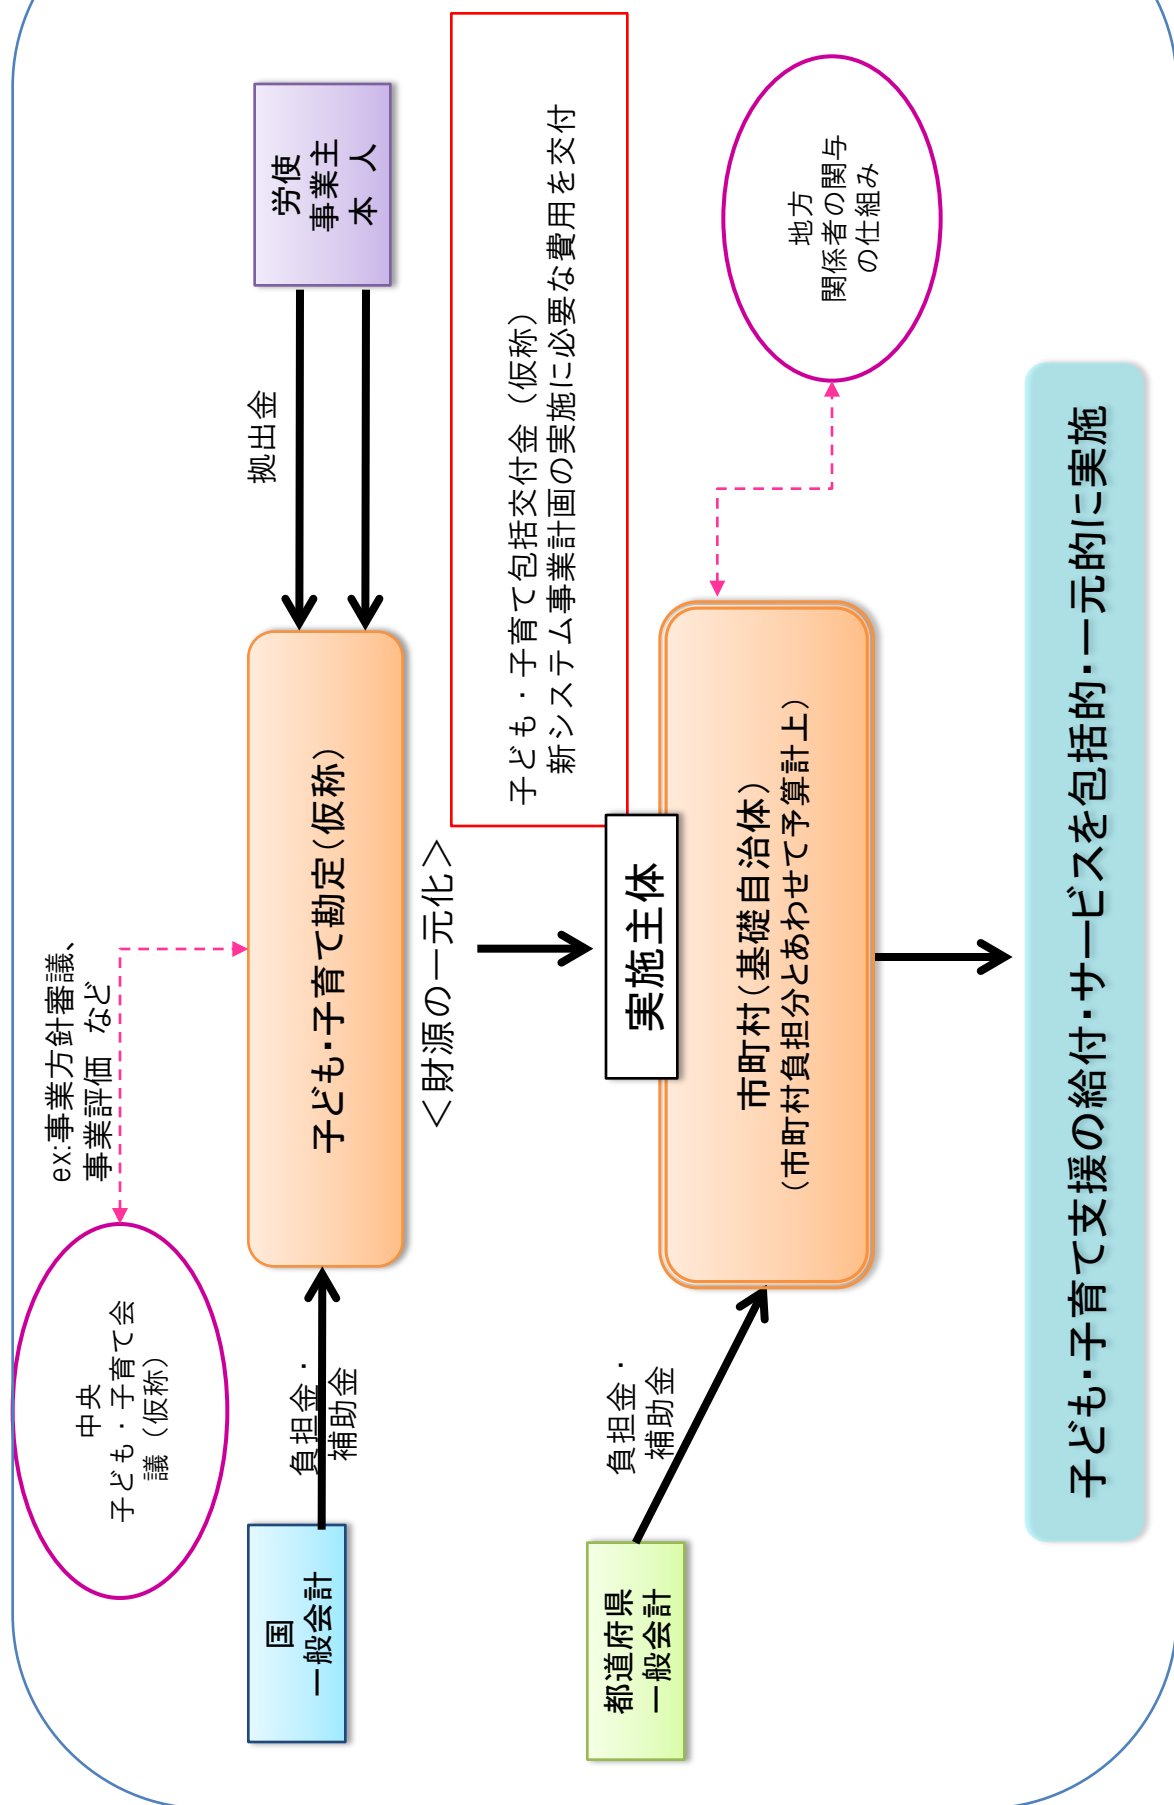 中央
子ども・子育て会
議（仮称）
ex:事業方針審議、
事業評価 など
国
一般会計
負担金・
補助金
子ども・子育て勘定（仮称）
拠出金
労使
事業主
本 人
＜財源の一元化＞
子ども・子育て包括交付金（仮称）
新システム事業計画の実施に必要な費用を交付
都道府県
一般会計
負担金・
補助金
実施主体
市町村（基礎自治体）
（市町村負担分とあわせて予算計上）
地方
関係者の関与
の仕組み
子ども・子育て支援の給付・サービスを包括的・一元的に実施